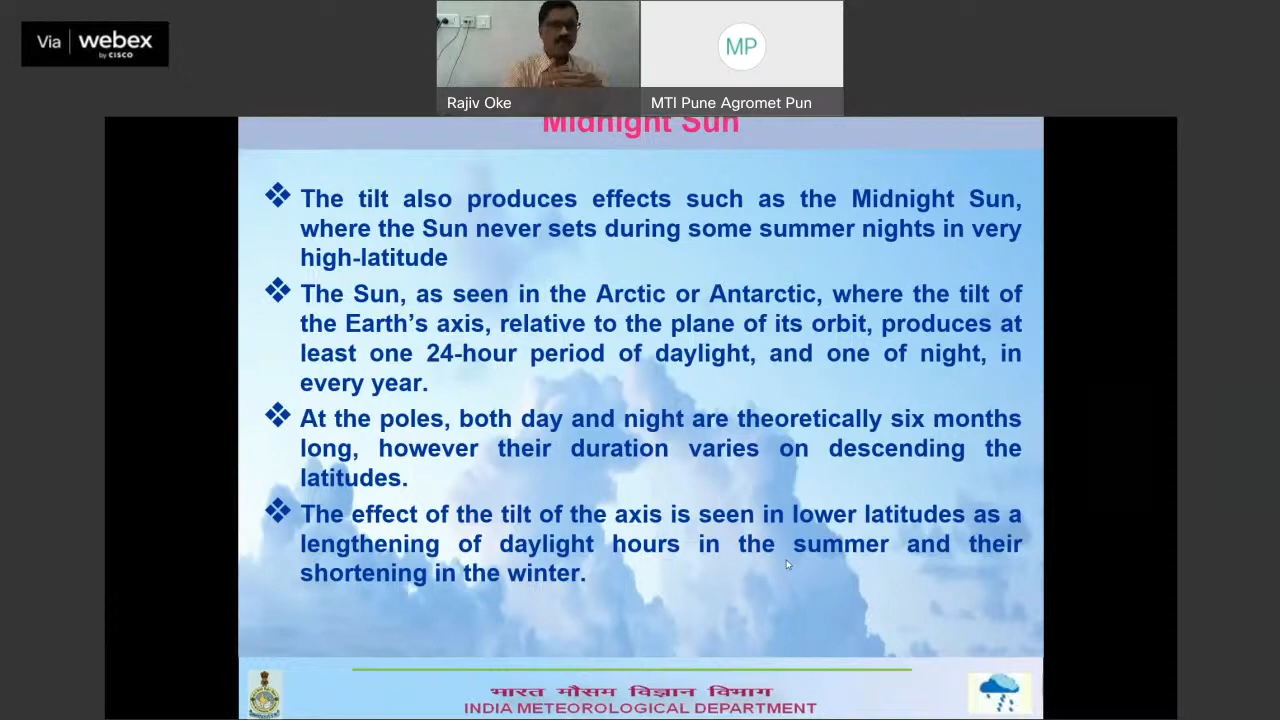 Via webex
by CISCO
Rajiv Oke
MP
MTI Pune Agromet Pun
Midnight Sun
❖ The tilt also produces effects such as the Midnight Sun,
where the Sun never sets during some summer nights in very
high-latitude
❖ The Sun, as seen in the Arctic or Antarctic, where the tilt of
the Earth’s axis, relative to the plane of its orbit, produces at
least one 24-hour period of daylight, and one of night, in
every year.
❖ At the poles, both day and night are theoretically six months
long, however their duration varies on descending the
latitudes.
❖ The effect of the tilt of the axis is seen in lower latitudes as a
lengthening of daylight hours in the summer and their
shortening in the winter.
भारत मौसम विज्ञान विभाग
INDIA METEOROLOGICAL DEPARTMENT